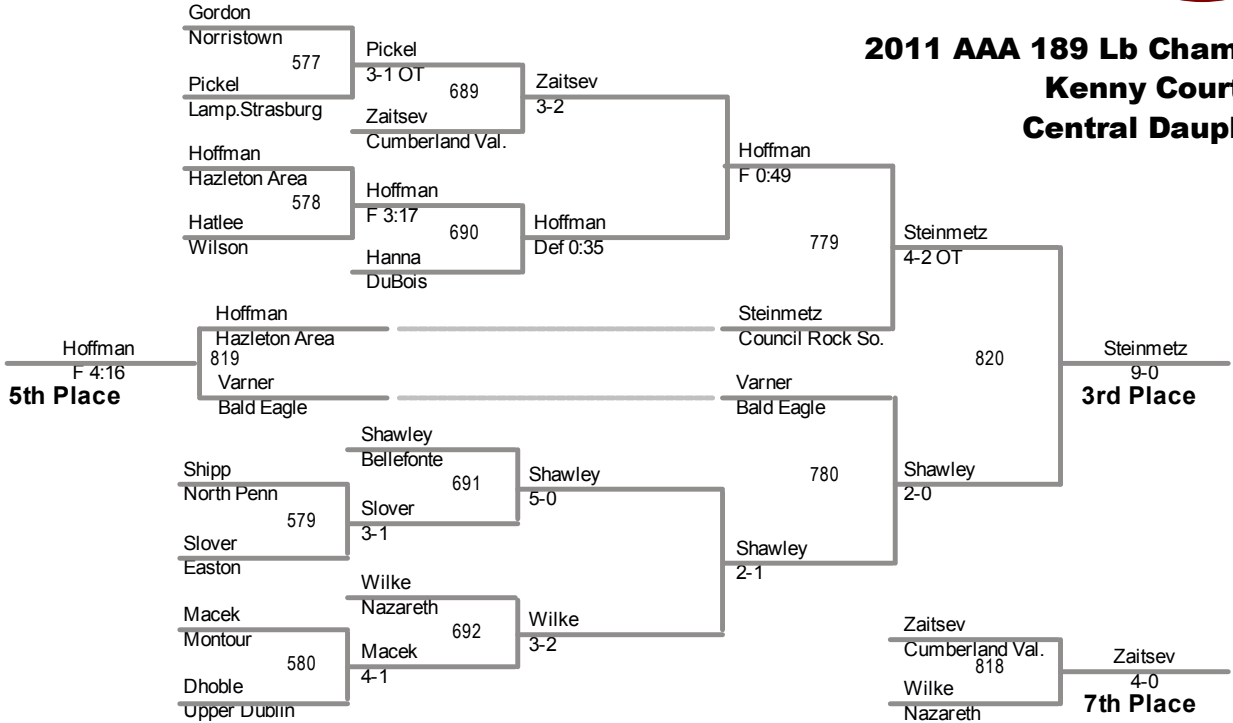 Gordon
Norristown
577
Pickel
Lamp.Strasburg
Pickel
3-1 OT
689
Zaitsev
Cumberland Val.
Zaitsev
3-2
Hoffman
Hazleton Area
578
Hatlee
Wilson
Hoffman
F 3:17
690
Hanna
DuBois
Hoffman
Def 0:35
Hoffman
F 0:49
779
Steinmetz
Council Rock So.
Steinmetz
4-2 OT
2011 AAA 189 Lb Cham
Kenny Court
Central Daup
Hoffman
Hazleton Area
819
Varner
Bald Eagle
Hoffman
F 4:16
5th Place
Varner
Bald Eagle
780
820
Steinmetz
9-0
3rd Place
Shawley
Bellefonte
691
Shipp
North Penn
579
Slover
Easton
Slover
3-1
Shawley
5-0
Shawley
2-1
Shawley
2-0
Wilke
Nazareth
692
Macek
Montour
580
Dhoble
Upper Dublin
Macek
4-1
Wilke
3-2
Zaitsev
Cumberland Val.
818
Wilke
Nazareth
Zaitsev
4-0
7th Place